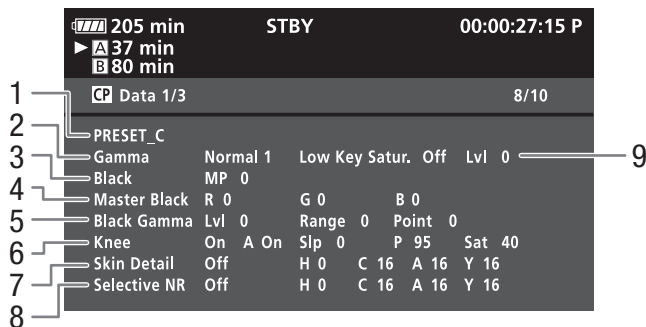 205 min STBY 00:00:27:15 P
A 37 min
B 80 min
CP Data 1/3 8/10
1 PRESET_C
2 Gamma Normal 1 Low Key Satur. Off Lvl 0 9
3 Black MP 0
4 Master Black R 0 G 0 B 0
5 Black Gamma Lvl 0 Range 0 Point 0
6 Knee On A On Slp 0 P 95 Sat 40
7 Skin Detail Off H 0 C 16 A 16 Y 16
8 Selective NR Off H 0 C 16 A 16 Y 16